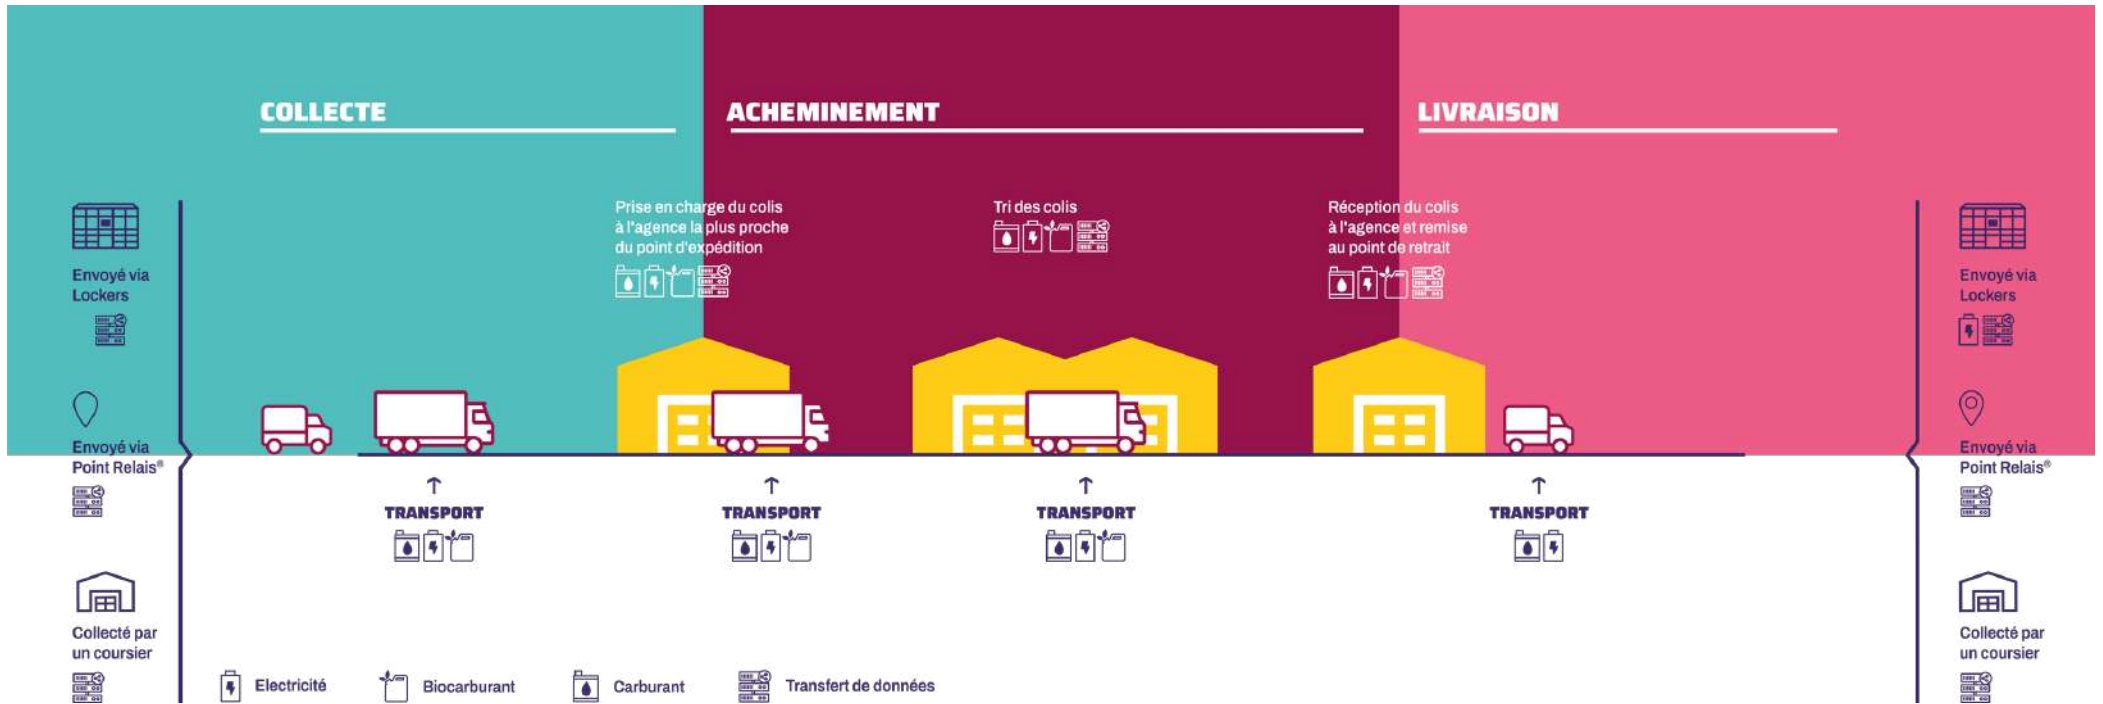 COLLECTE
ACHEMINEMENT
LIVRAISON
Envoyé via
Lockers
Envoyé via
Point Relais®
Collecté par
un coursier
Prise en charge du colis
à l'agence la plus proche
du point d'expédition
Tri des colis
Réception du colis
à l'agence et remise
au point de retrait
TRANSPORT
TRANSPORT
TRANSPORT
TRANSPORT
Envoyé via
Lockers
Envoyé via
Point Relais®
Collecté par
un coursier
Electricité
Biocarburant
Carburant
Transfert de données